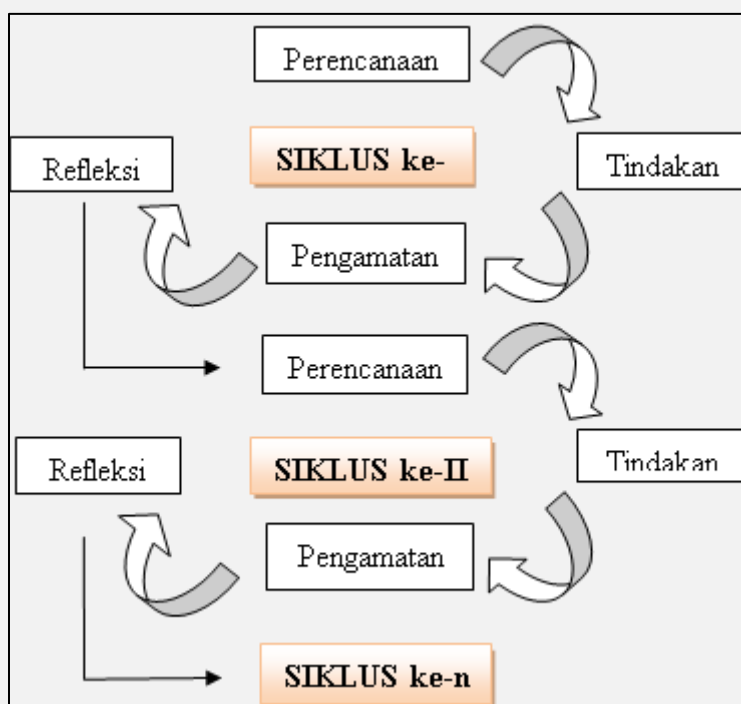 Perencanaan
SIKLUS ke-
Refleksi
Tindakan
Pengamatan
Perencanaan
Refleksi
SIKLUS ke-II
Tindakan
Pengamatan
SIKLUS ke-n